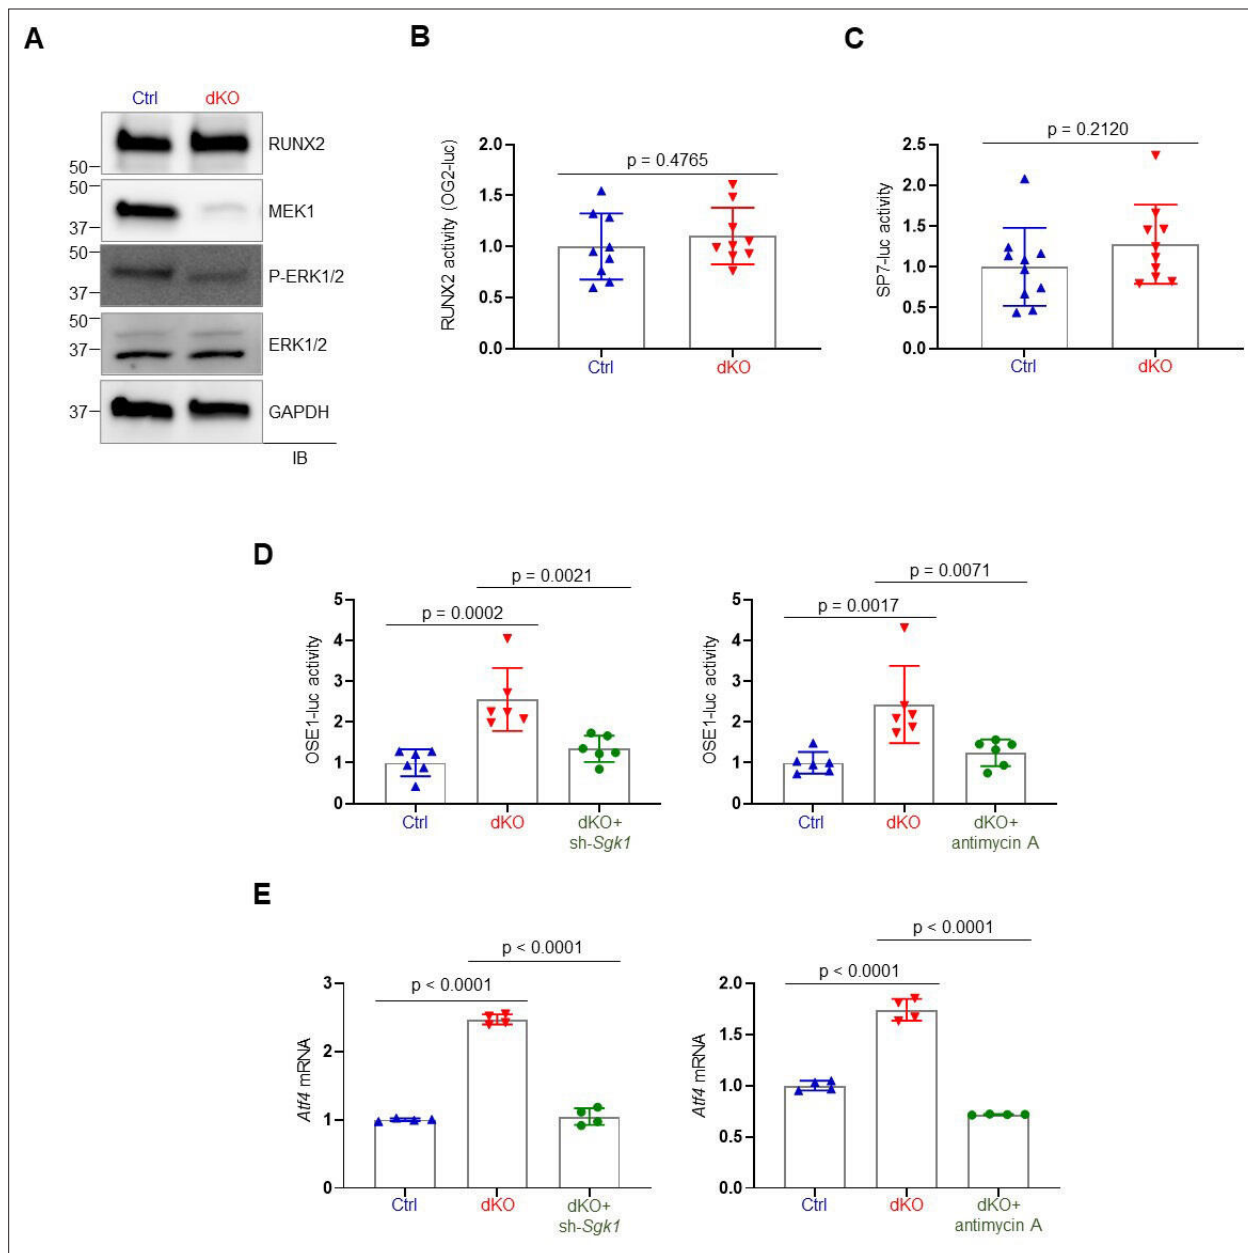 A
B
C
Ctrl dKO
RUNX2
50
50
MEK1
37
50
P-ERK1/2
37
50
ERK1/2
37
GAPDH
37
IB
RUNX2 activity (OG2-luc)
p = 0.4765
2.0
1.5
1.0
0.5
0.0
Ctrl dKO
SP7-luc activity
p = 0.2120
2.5
2.0
1.5
1.0
0.5
0.0
Ctrl dKO
D
OSE1-luc activity
p = 0.0021
p = 0.0002
5
4
3
2
1
0
Ctrl dKO dKO+
sh-Sgk1
OSE1-luc activity
p = 0.0071
p = 0.0017
5
4
3
2
1
0
Ctrl dKO dKO+
antimycin A
E
Atf4 mRNA
p < 0.0001
p < 0.0001
3
2
1
0
Ctrl dKO dKO+
sh-Sgk1
Atf4 mRNA
p < 0.0001
p < 0.0001
2.0
1.5
1.0
0.5
0.0
Ctrl dKO dKO+
antimycin A